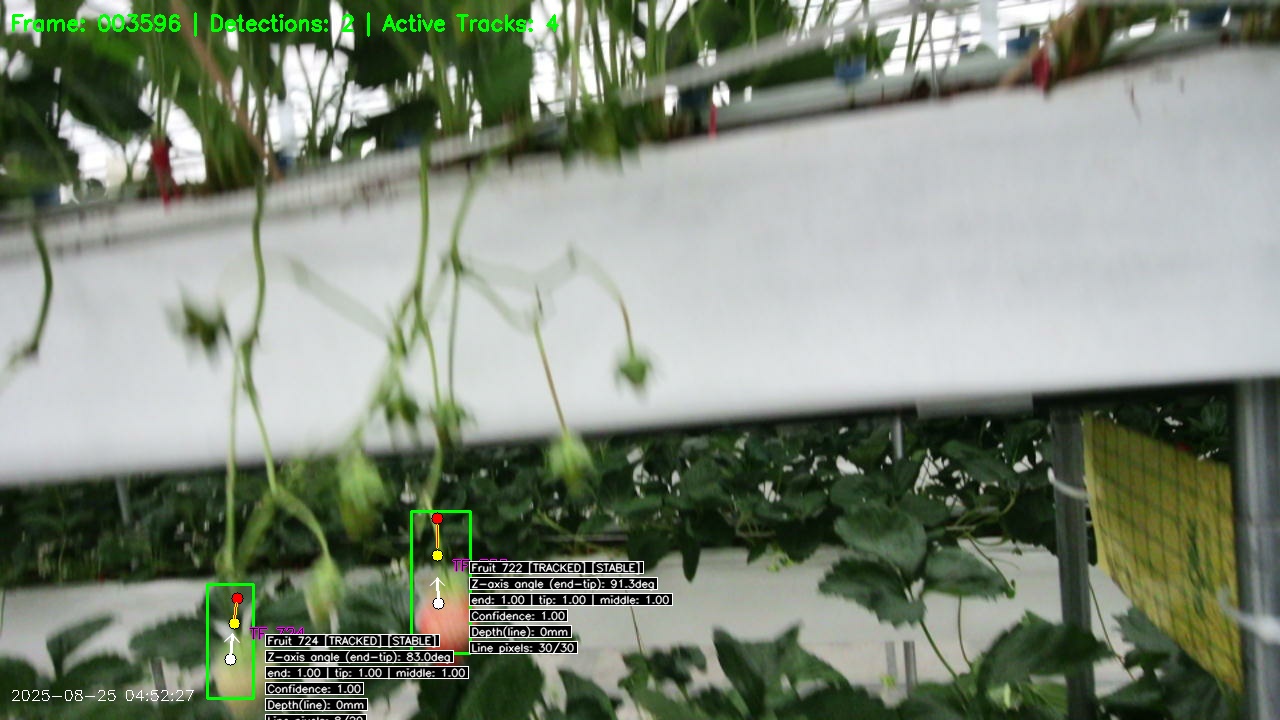 Frame: 003596 | Detections: 2 | Active Tracks: 4
Fruit 722 [TRACKED] [STABLE]
Z-axis angle (end-tip): 91.3deg
end: 1.00 | tip: 1.00 | middle: 1.00
Confidence: 1.00
Depth(line): 0mm
Line pixels: 30/30
TF_724
Fruit 724 [TRACKED] [STABLE]
Z-axis angle (end-tip): 83.0deg
end: 1.00 | tip: 1.00 | middle: 1.00
Confidence: 1.00
Depth(line): 0mm
2025-08-25 04:52:27